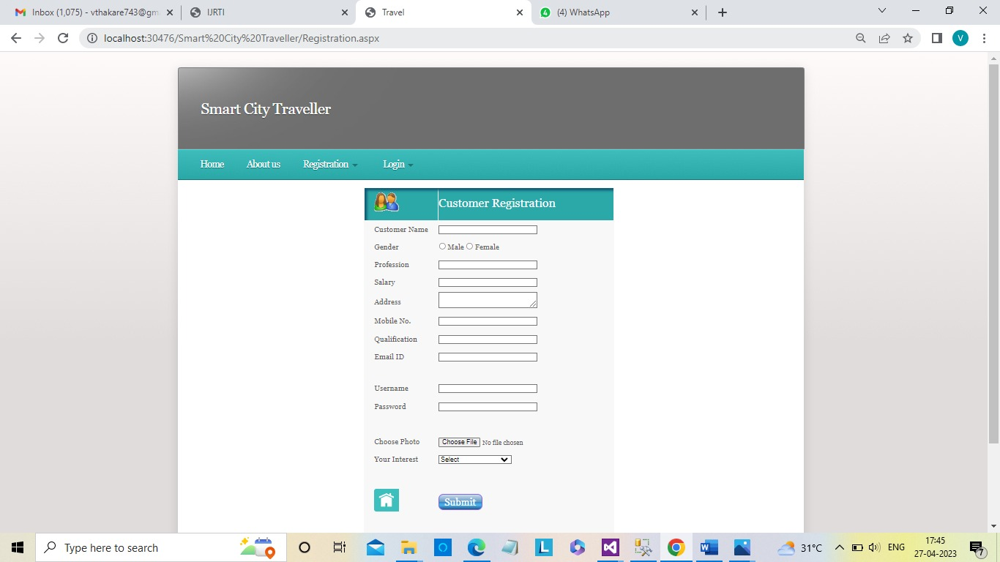 Inbox (1,075) - vthakare743@gm
IJRTI
Travel
(4) WhatsApp
localhost:30476/Smart%20City%20Traveller/Registration.aspx
V
Smart City Traveller
Home About us Registration Login
Customer Registration
Customer Name
Gender Male Female
Profession
Salary
Address
Mobile No.
Qualification
Email ID
Username
Password
Choose Photo Choose File No file chosen
Your Interest Select
Submit
Type here to search
31°C
ENG
17:45
27-04-2023
7